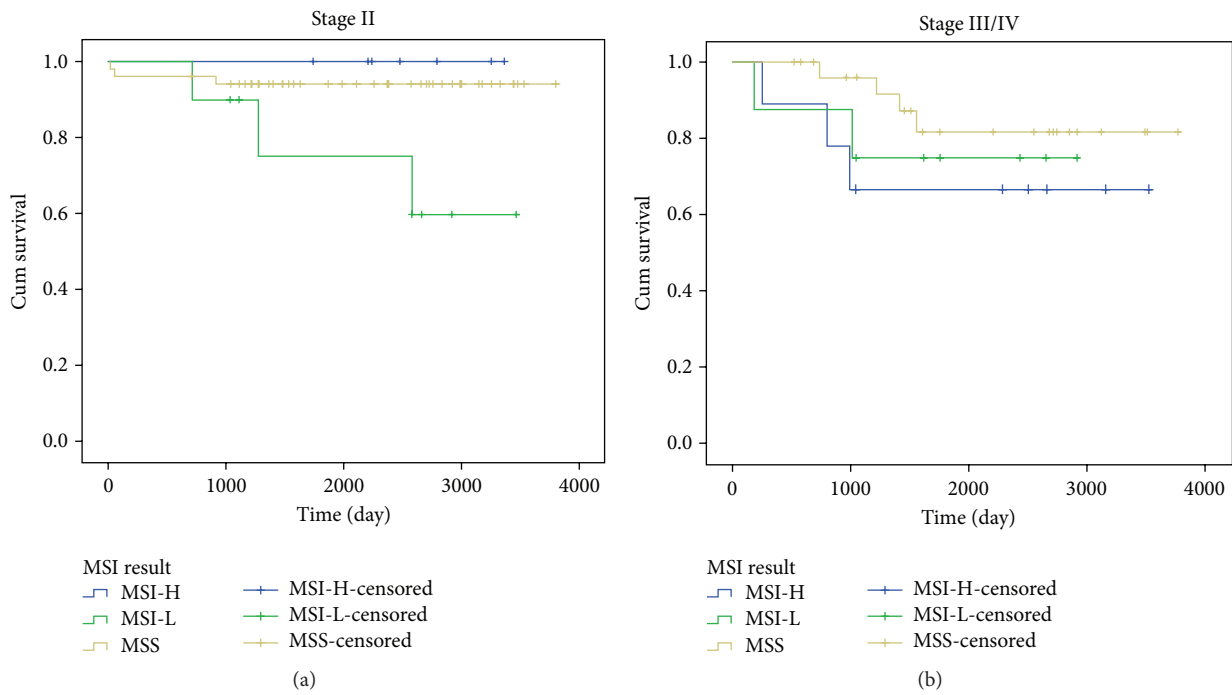 Stage II
1.0
0.8
0.6
0.4
0.2
0.0
Cum survival
0 1000 2000 3000 4000
Time (day)
MSI result
MSI-H MSI-H-censored
MSI-L MSI-L-censored
MSS MSS-censored
(a)
Stage III/IV
1.0
0.8
0.6
0.4
0.2
0.0
Cum survival
0 1000 2000 3000 4000
Time (day)
MSI result
MSI-H MSI-H-censored
MSI-L MSI-L-censored
MSS MSS-censored
(b)